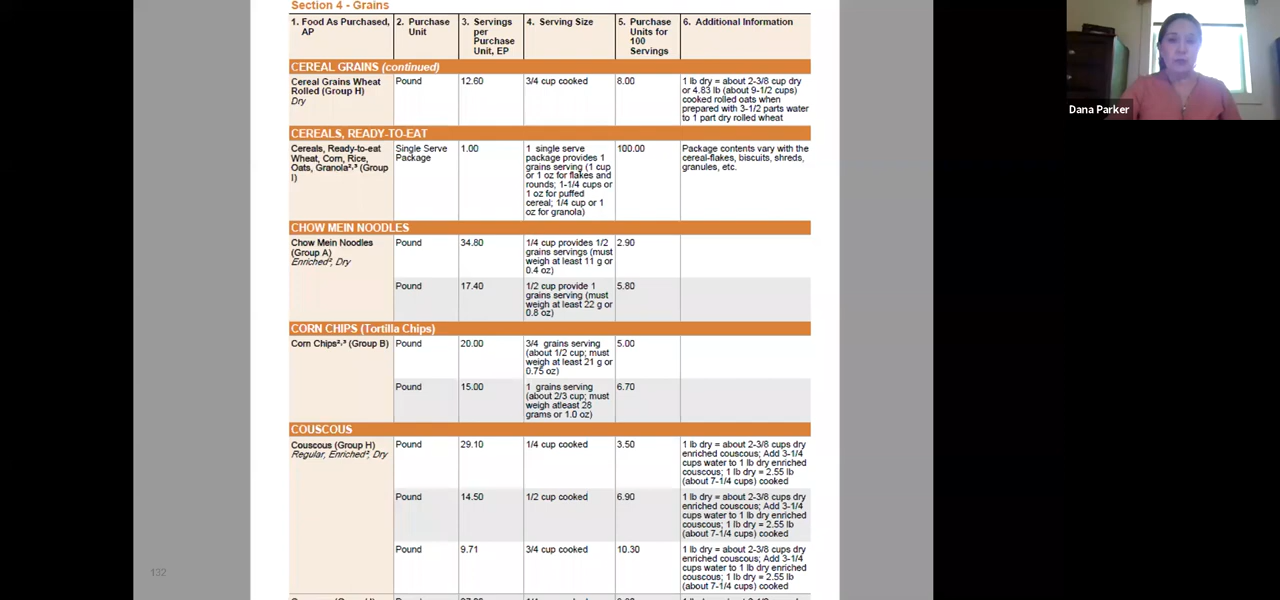 Section 4 - Grains
1. Food As Purchased, AP
2. Purchase Unit
3. Servings per Purchase Unit, EP
4. Serving Size
5. Purchase Units for 100 Servings
6. Additional Information
CEREAL GRAINS (continued)
Cereal Grains Wheat
Rolled (Group H)
Dry
Pound
12.60
3/4 cup cooked
8.00
1 lb dry = about 2-3/8 cup dry
or 4.83 lb (about 9-1/2 cups)
cooked rolled oats when
prepared with 3-1/2 parts water
to 1 part dry rolled wheat
CEREALS, READY-TO-EAT
Cereals, Ready-to-eat
Wheat, Corn, Rice,
Oats, Granola²,³ (Group
I)
Single Serve
Package
1.00
1 single serve
package provides 1
grains serving (1 cup
or 1 oz for flakes and
rounds; 1-1/4 cups or
1 oz for puffed
cereal; 1/4 cup or 1
oz for granola)
100.00
Package contents vary with the
cereal-flakes, biscuits, shreds,
granules, etc.
CHOW MEIN NOODLES
Chow Mein Noodles
(Group A)
Enriched², Dry
Pound
34.80
1/4 cup provides 1/2
grains servings (must
weigh at least 11 g or
0.4 oz)
2.90
Pound
17.40
1/2 cup provide 1
grains serving (must
weigh at least 22 g or
0.8 oz)
5.80
CORN CHIPS (Tortilla Chips)
Corn Chips²,³ (Group B)
Pound
20.00
3/4 grains serving
(about 1/2 cup; must
weigh at least 21 g or
0.75 oz)
5.00
Pound
15.00
1 grains serving
(about 2/3 cup; must
weigh atleast 28
grams or 1.0 oz)
6.70
COUSCOUS
Couscous (Group H)
Regular, Enriched², Dry
Pound
29.10
1/4 cup cooked
3.50
1 lb dry = about 2-3/8 cups dry
enriched couscous; Add 3-1/4
cups water to 1 lb dry enriched
couscous; 1 lb dry = 2.55 lb
(about 7-1/4 cups) cooked
Pound
14.50
1/2 cup cooked
6.90
1 lb dry = about 2-3/8 cups dry
enriched couscous; Add 3-1/4
cups water to 1 lb dry enriched
couscous; 1 lb dry = 2.55 lb
(about 7-1/4 cups) cooked
Pound
9.71
3/4 cup cooked
10.30
1 lb dry = about 2-3/8 cups dry
enriched couscous; Add 3-1/4
cups water to 1 lb dry enriched
couscous; 1 lb dry = 2.55 lb
(about 7-1/4 cups) cooked
132
Dana Parker